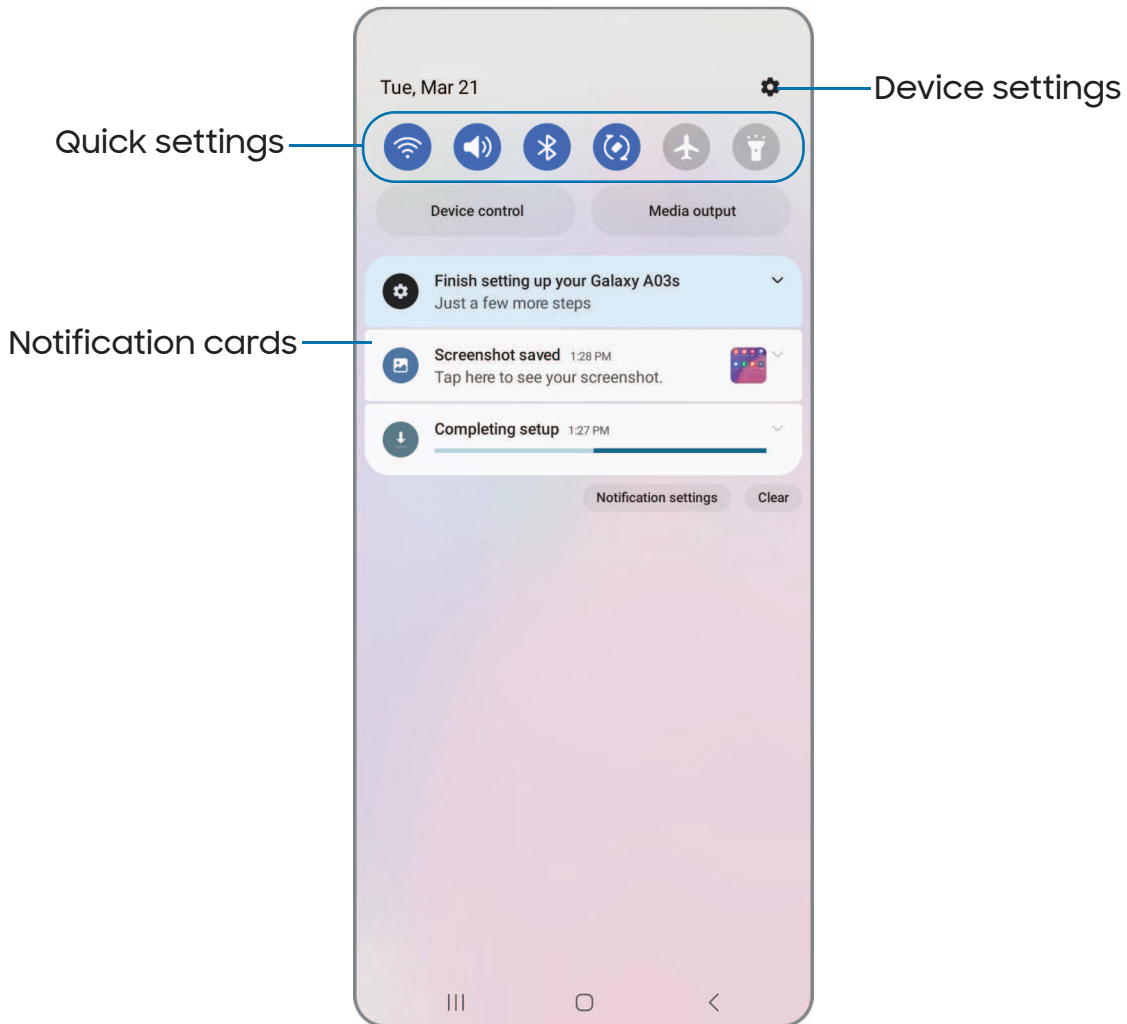 Tue, Mar 21
Device settings
Quick settings
Device control
Media output
Finish setting up your Galaxy A03s
Just a few more steps
Notification cards
Screenshot saved 1:28 PM
Tap here to see your screenshot.
Completing setup 1:27 PM
Notification settings
Clear